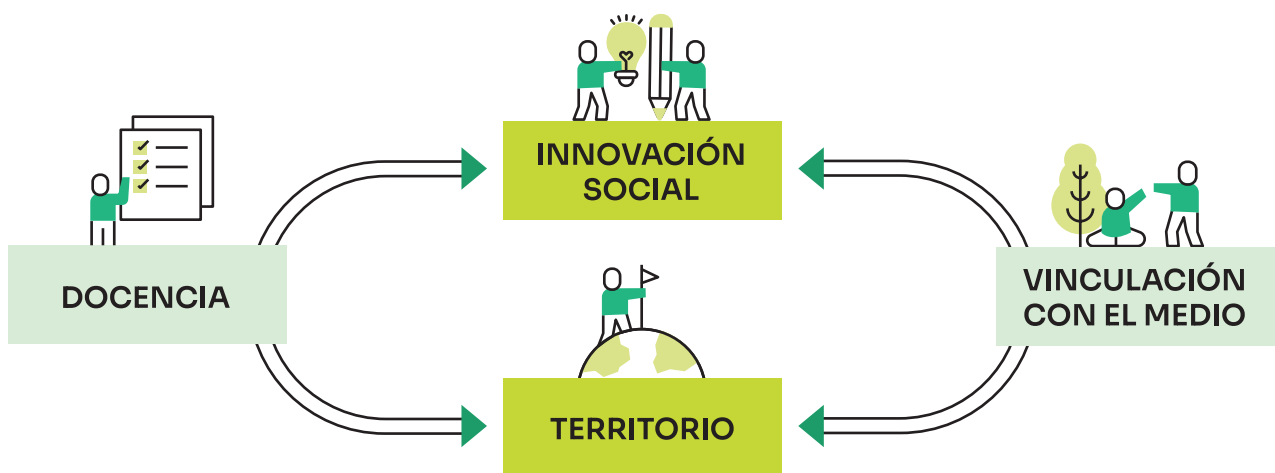 INNOVACIÓN
SOCIAL
DOCENCIA
VINCULACIÓN
CON EL MEDIO
TERRITORIO